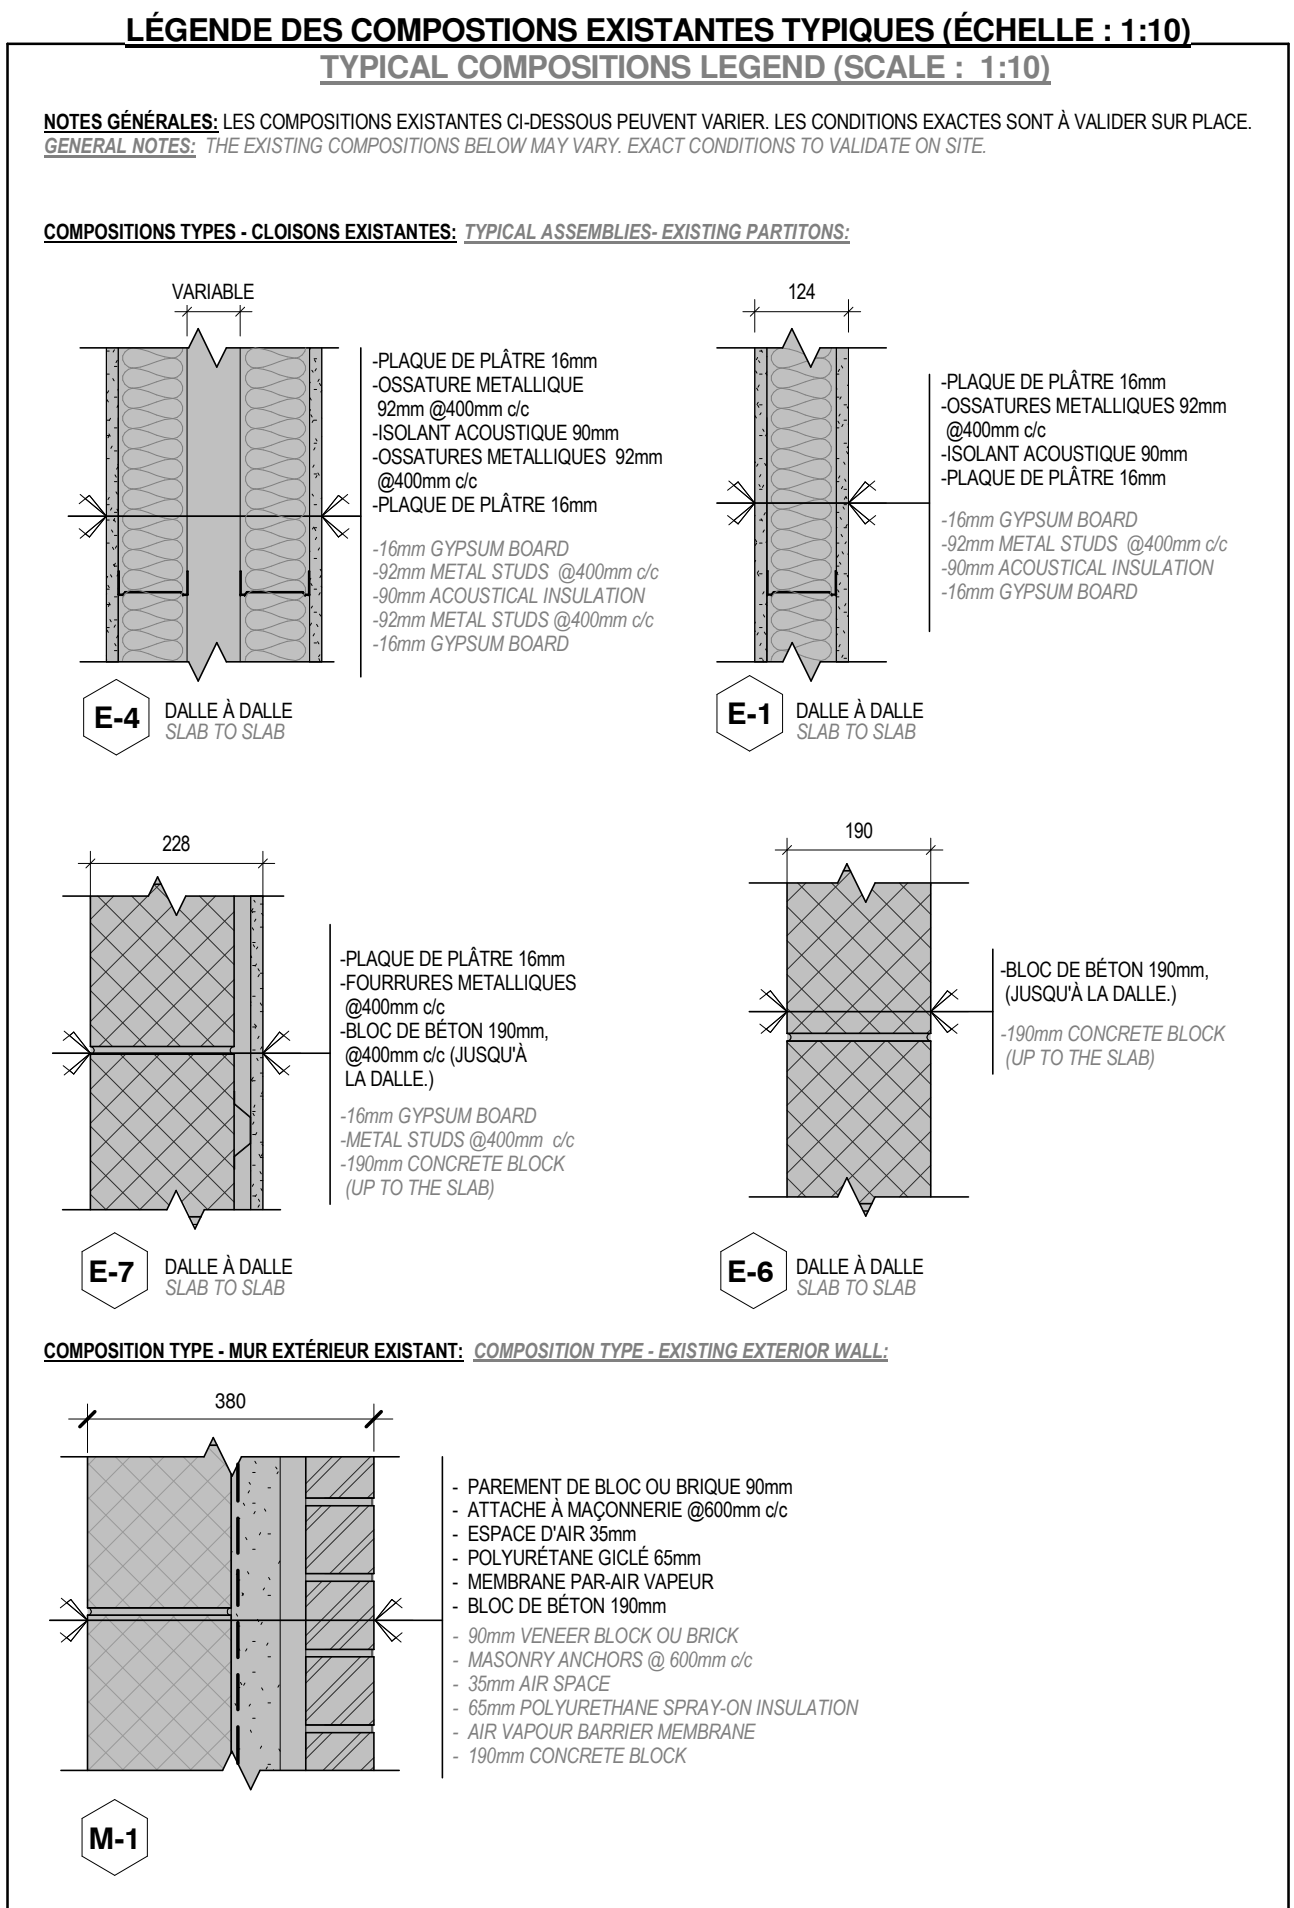 LÉGENDE DES COMPOSTIONS EXISTANTES TYPIQUES (ÉCHELLE : 1:10)
TYPICAL COMPOSITIONS LEGEND (SCALE : 1:10)
NOTES GÉNÉRALES: LES COMPOSITIONS EXISTANTES CI-DESSOUS PEUVENT VARIER. LES CONDITIONS EXACTES SONT À VALIDER SUR PLACE.
GENERAL NOTES: THE EXISTING COMPOSITIONS BELOW MAY VARY. EXACT CONDITIONS TO VALIDATE ON SITE.
COMPOSITIONS TYPES - CLOISONS EXISTANTES: TYPICAL ASSEMBLIES- EXISTING PARTITONS:
VARIABLE
-PLAQUE DE PLÂTRE 16mm
-OSSATURE METALLIQUE
92mm @400mm c/c
-ISOLANT ACOUSTIQUE 90mm
-OSSATURES METALLIQUES 92mm
@400mm c/c
-PLAQUE DE PLÂTRE 16mm
-16mm GYPSUM BOARD
-92mm METAL STUDS @400mm c/c
-90mm ACOUSTICAL INSULATION
-92mm METAL STUDS @400mm c/c
-16mm GYPSUM BOARD
E-4
DALLE À DALLE
SLAB TO SLAB
124
-PLAQUE DE PLÂTRE 16mm
-OSSATURES METALLIQUES 92mm
@400mm c/c
-ISOLANT ACOUSTIQUE 90mm
-PLAQUE DE PLÂTRE 16mm
-16mm GYPSUM BOARD
-92mm METAL STUDS @400mm c/c
-90mm ACOUSTICAL INSULATION
-16mm GYPSUM BOARD
E-1
DALLE À DALLE
SLAB TO SLAB
228
-PLAQUE DE PLÂTRE 16mm
-FOURRURES METALLIQUES
@400mm c/c
-BLOC DE BÉTON 190mm,
@400mm c/c (JUSQU'À
LA DALLE.)
-16mm GYPSUM BOARD
-METAL STUDS @400mm c/c
-190mm CONCRETE BLOCK
(UP TO THE SLAB)
E-7
DALLE À DALLE
SLAB TO SLAB
190
-BLOC DE BÉTON 190mm,
(JUSQU'À LA DALLE.)
-190mm CONCRETE BLOCK
(UP TO THE SLAB)
E-6
DALLE À DALLE
SLAB TO SLAB
COMPOSITION TYPE - MUR EXTÉRIEUR EXISTANT: COMPOSITION TYPE - EXISTING EXTERIOR WALL:
380
- PAREMENT DE BLOC OU BRIQUE 90mm
- ATTACHE À MAÇONNERIE @600mm c/c
- ESPACE D'AIR 35mm
- POLYURÉTANE GICLÉ 65mm
- MEMBRANE PAR-AIR VAPEUR
- BLOC DE BÉTON 190mm
- 90mm VENEER BLOCK OU BRICK
- MASONRY ANCHORS @ 600mm c/c
- 35mm AIR SPACE
- 65mm POLYURETHANE SPRAY-ON INSULATION
- AIR VAPOUR BARRIER MEMBRANE
- 190mm CONCRETE BLOCK
M-1